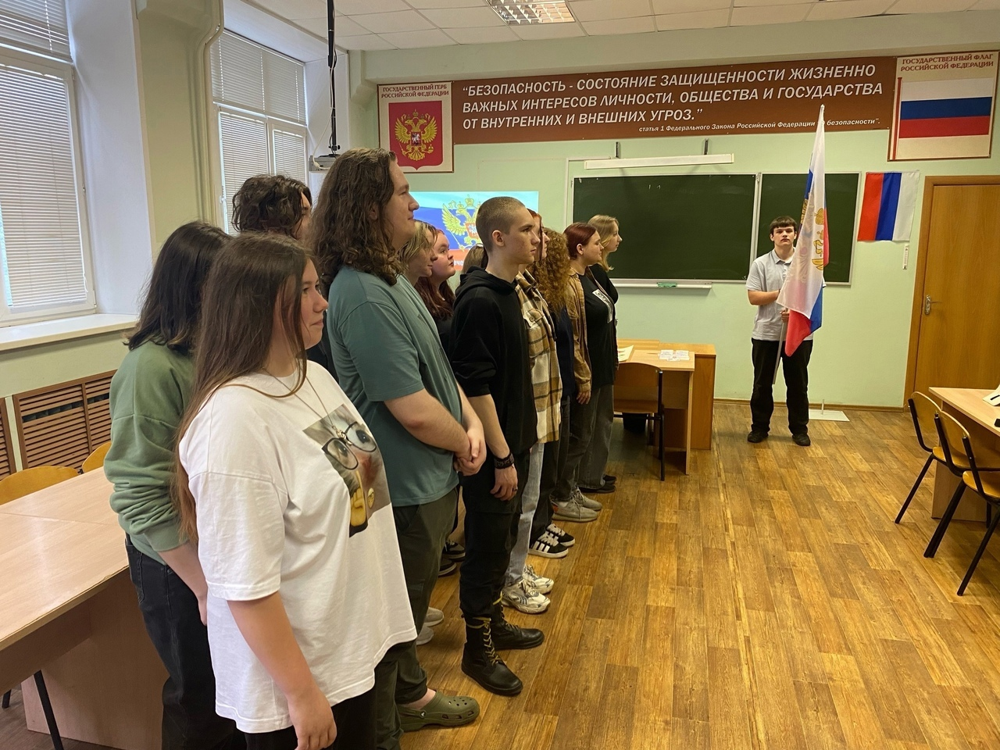 ГОСУДАРСТВЕННЫЙ ГЕРБ
РОССИЙСКОЙ ФЕДЕРАЦИИ
“БЕЗОПАСНОСТЬ - СОСТОЯНИЕ ЗАЩИЩЕННОСТИ ЖИЗНЕННО
ВАЖНЫХ ИНТЕРЕСОВ ЛИЧНОСТИ, ОБЩЕСТВА И ГОСУДАРСТВА
ОТ ВНУТРЕННИХ И ВНЕШНИХ УГРОЗ.”
статья 1 Федерального Закона Российской Федерации безопасности”.
ГОСУДАРСТВЕННЫЙ ФЛАГ
РОССИЙСКОЙ ФЕДЕРАЦИИ